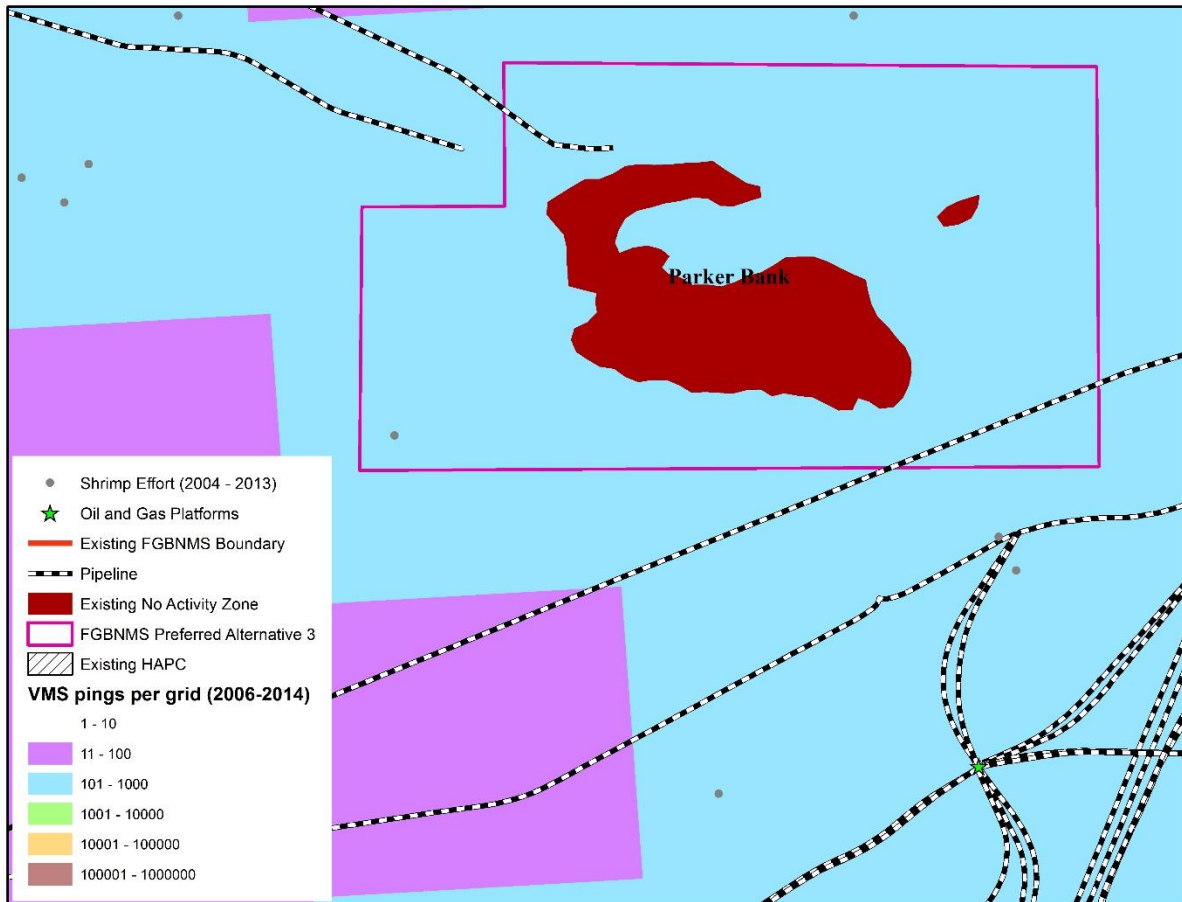 Parker Bank
Shrimp Effort (2004 - 2013)
Oil and Gas Platforms
Existing FGBNMS Boundary
Pipeline
Existing No Activity Zone
FGBNMS Preferred Alternative 3
Existing HAPC
VMS pings per grid (2006-2014)
1 - 10
11 - 100
101 - 1000
1001 - 10000
10001 - 100000
100001 - 1000000